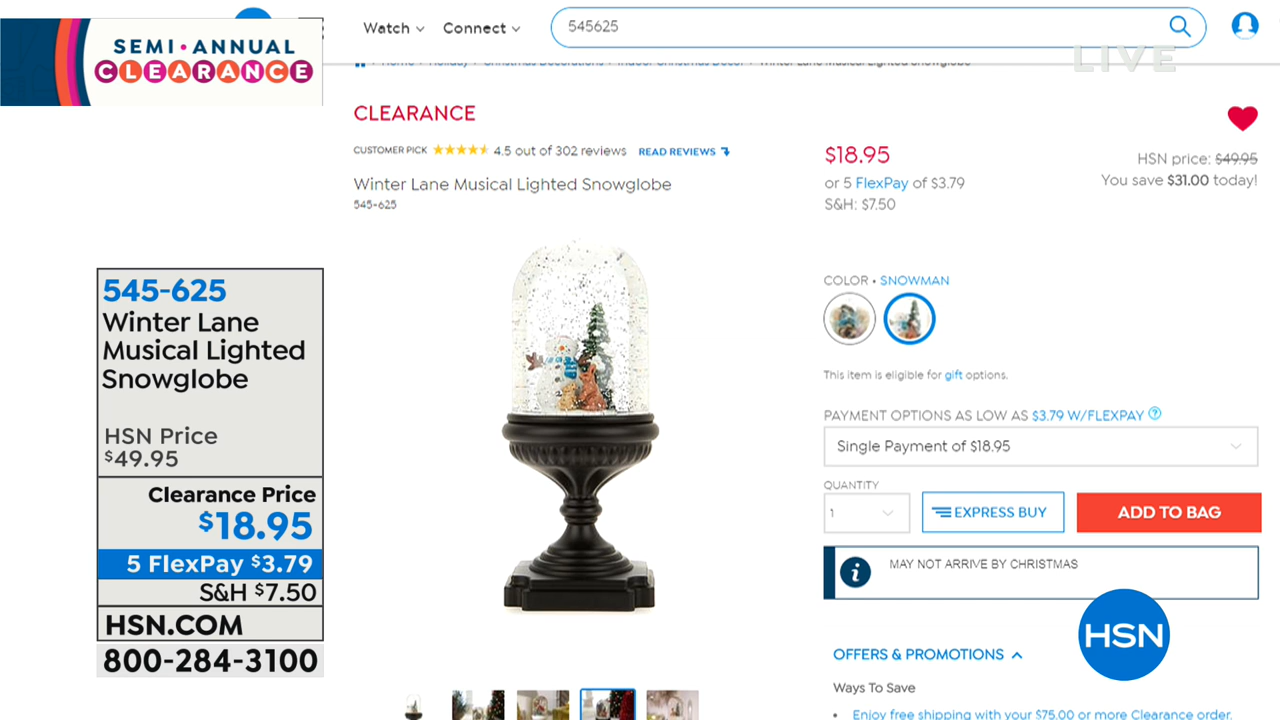 Watch
Connect
545625
SEMI•ANNUAL
CLEARANCE
LIVE
Winter Lane Musical Lighted Snowglobe
CLEARANCE
CUSTOMER PICK 4.5 out of 302 reviews READ REVIEWS
Winter Lane Musical Lighted Snowglobe
545-625
$18.95
or 5 FlexPay of $3.79
S&H: $7.50
HSN price: $49.95
You save $31.00 today!
COLOR • SNOWMAN
This item is eligible for gift options.
PAYMENT OPTIONS AS LOW AS $3.79 W/FLEXPAY ?
Single Payment of $18.95
QUANTITY
1
EXPRESS BUY
ADD TO BAG
i
MAY NOT ARRIVE BY CHRISTMAS
HSN
OFFERS & PROMOTIONS
Ways To Save
• Enjoy free shipping with your $75.00 or more Clearance order.
545-625
Winter Lane
Musical Lighted
Snowglobe
HSN Price
$49.95
Clearance Price
$18.95
5 FlexPay $3.79
S&H $7.50
HSN.COM
800-284-3100